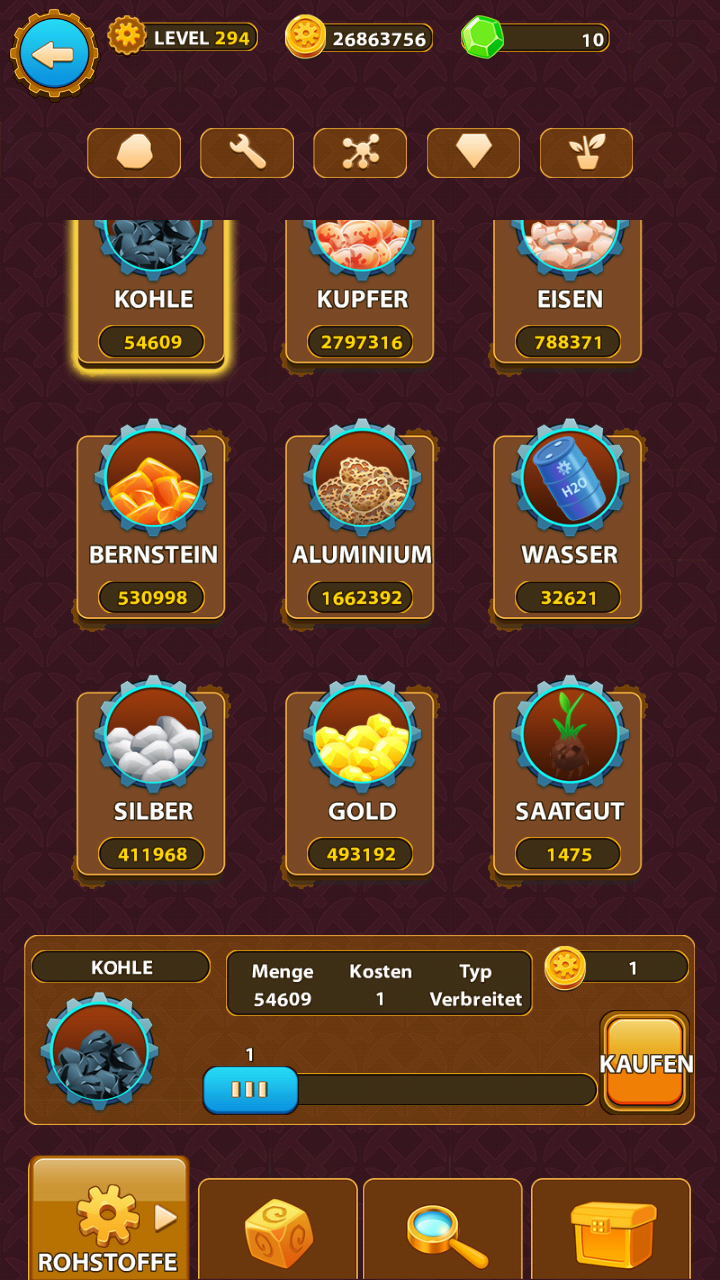 LEVEL 294 26863756 10
KOHLE KUPFER EISEN
54609 2797316 788371
H2O
BERNSTEIN ALUMINIUM WASSER
530998 1662392 32621
SILBER GOLD SAATGUT
411968 493192 1475
KOHLE Menge Kosten Typ 1
54609 1 Verbreitet
1
KAUFEN
ROHSTOFFE